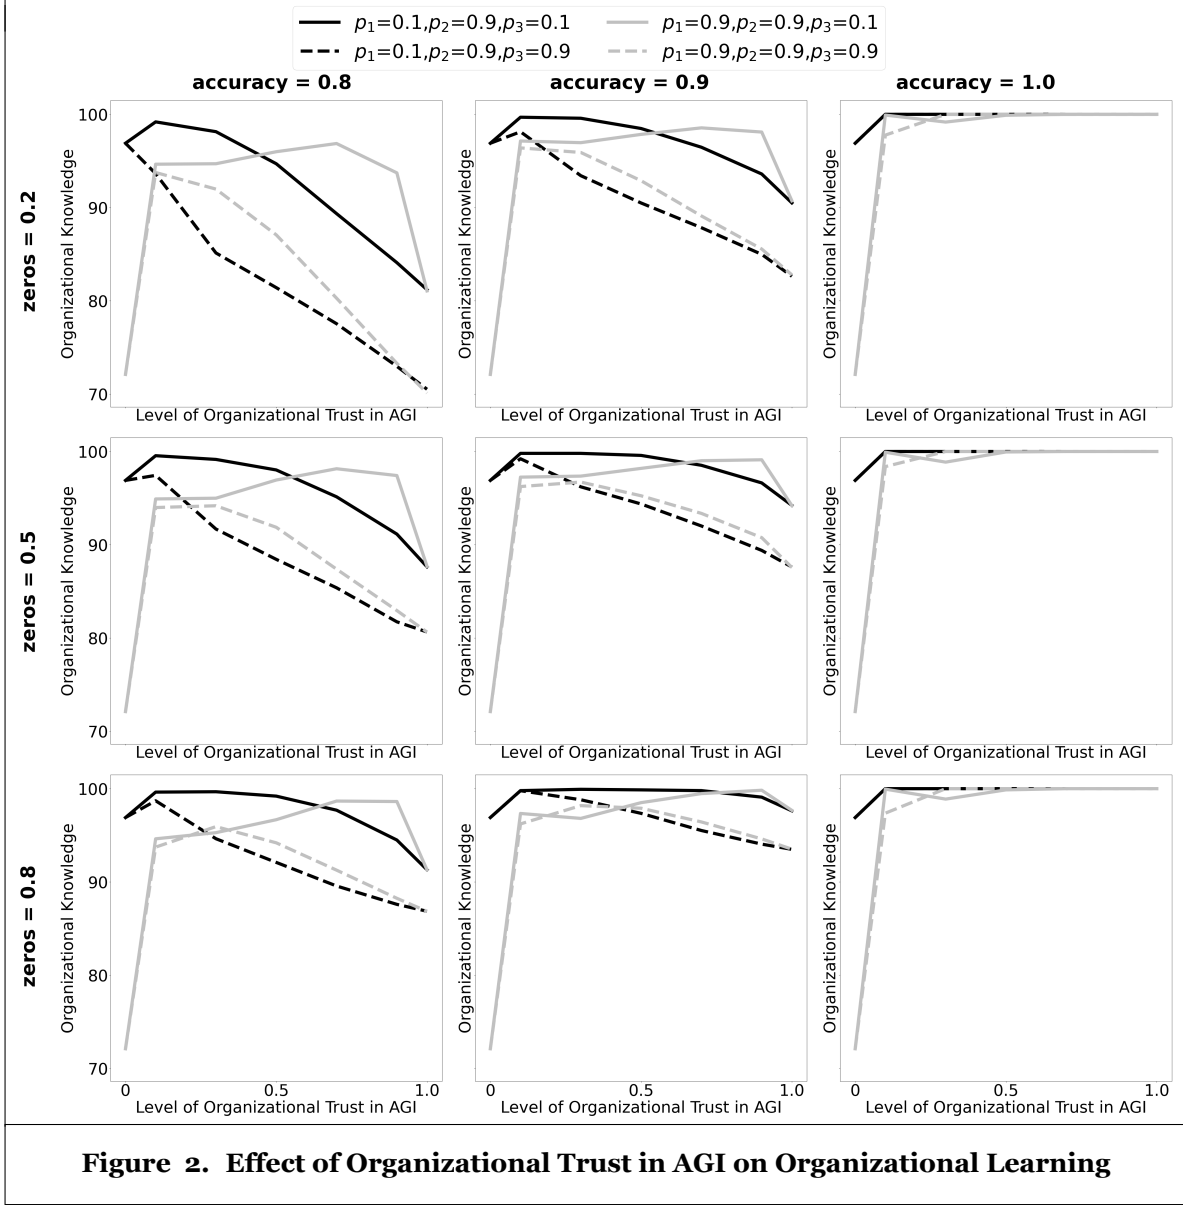 p1=0.1,p2=0.9,p3=0.1 p1=0.9,p2=0.9,p3=0.1
p1=0.1,p2=0.9,p3=0.9 p1=0.9,p2=0.9,p3=0.9
accuracy = 0.8 accuracy = 0.9 accuracy = 1.0
zeros = 0.2
Organizational Knowledge
100
90
80
70
Level of Organizational Trust in AGI
Organizational Knowledge
Level of Organizational Trust in AGI
Organizational Knowledge
Level of Organizational Trust in AGI
zeros = 0.5
Organizational Knowledge
100
90
80
70
Level of Organizational Trust in AGI
Organizational Knowledge
Level of Organizational Trust in AGI
Organizational Knowledge
Level of Organizational Trust in AGI
zeros = 0.8
Organizational Knowledge
100
90
80
70
0 0.5 1.0
Level of Organizational Trust in AGI
Organizational Knowledge
0 0.5 1.0
Level of Organizational Trust in AGI
Organizational Knowledge
0 0.5 1.0
Level of Organizational Trust in AGI
Figure 2. Effect of Organizational Trust in AGI on Organizational Learning